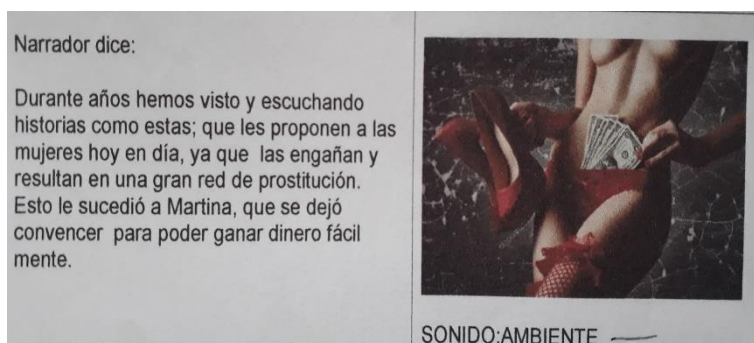 Narrador dice:
Durante años hemos visto y escuchando
historias como estas; que les proponen a las
mujeres hoy en día, ya que las engañan y
resultan en una gran red de prostitución.
Esto le sucedió a Martina, que se dejó
convencer para poder ganar dinero fácil
mente.
SONIDO:AMBIENTE